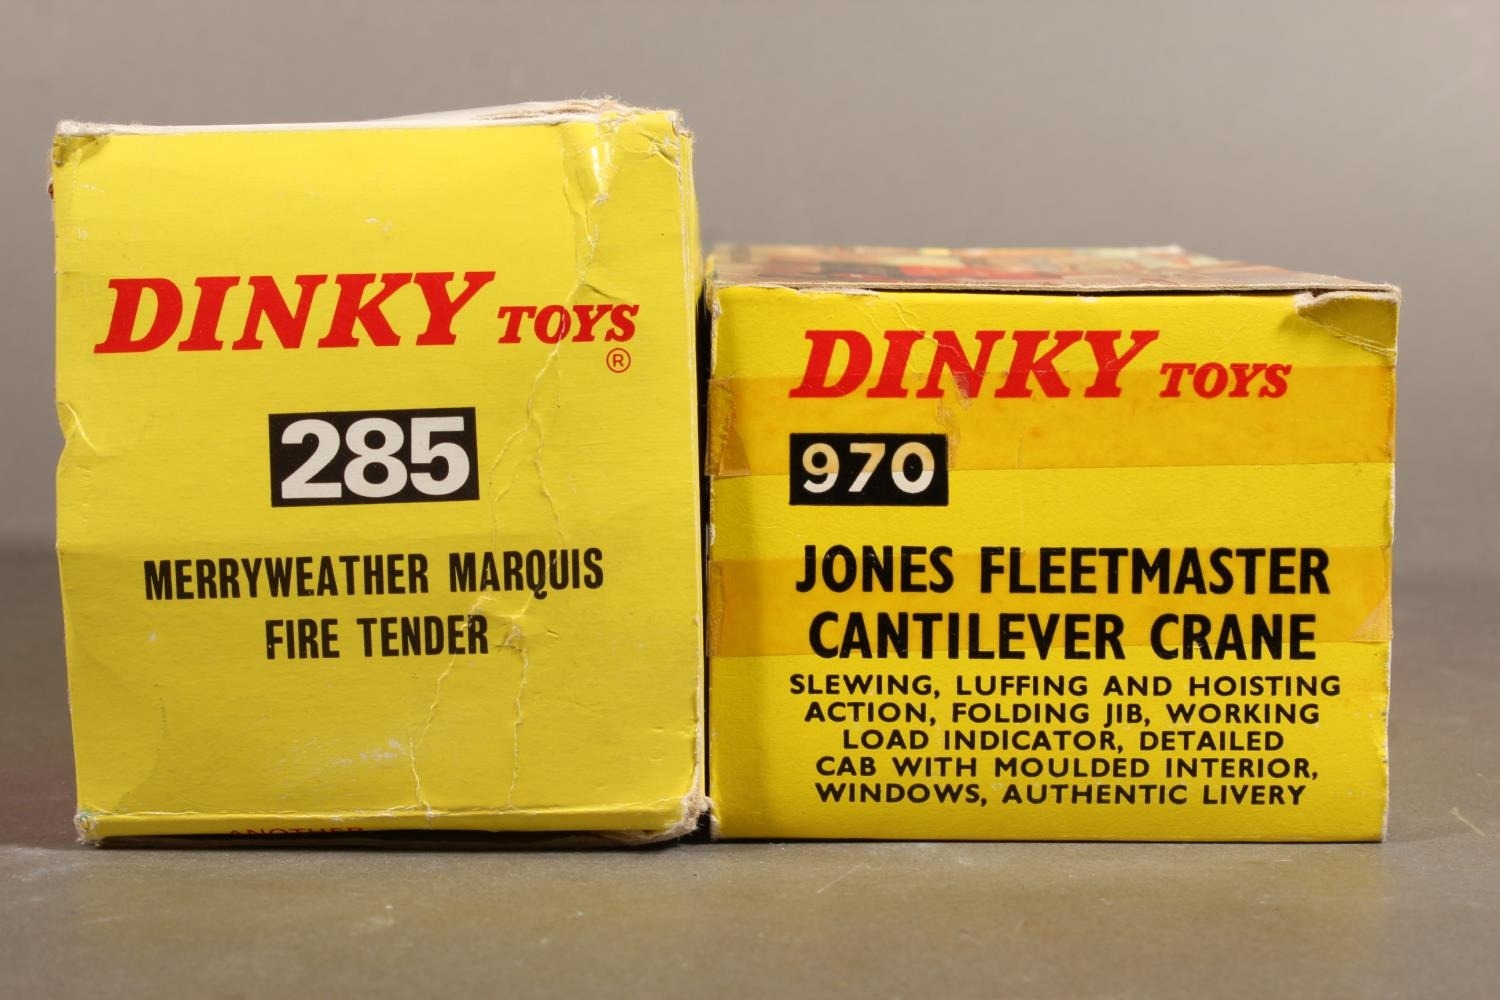 DINKY TOYS
®
285
MERRYWEATHER MARQUIS
FIRE TENDER
ANOTHER
DINKY TOYS
970
JONES FLEETMASTER
CANTILEVER CRANE
SLEWING, LUFFING AND HOISTING
ACTION, FOLDING JIB, WORKING
LOAD INDICATOR, DETAILED
CAB WITH MOULDED INTERIOR,
WINDOWS, AUTHENTIC LIVERY